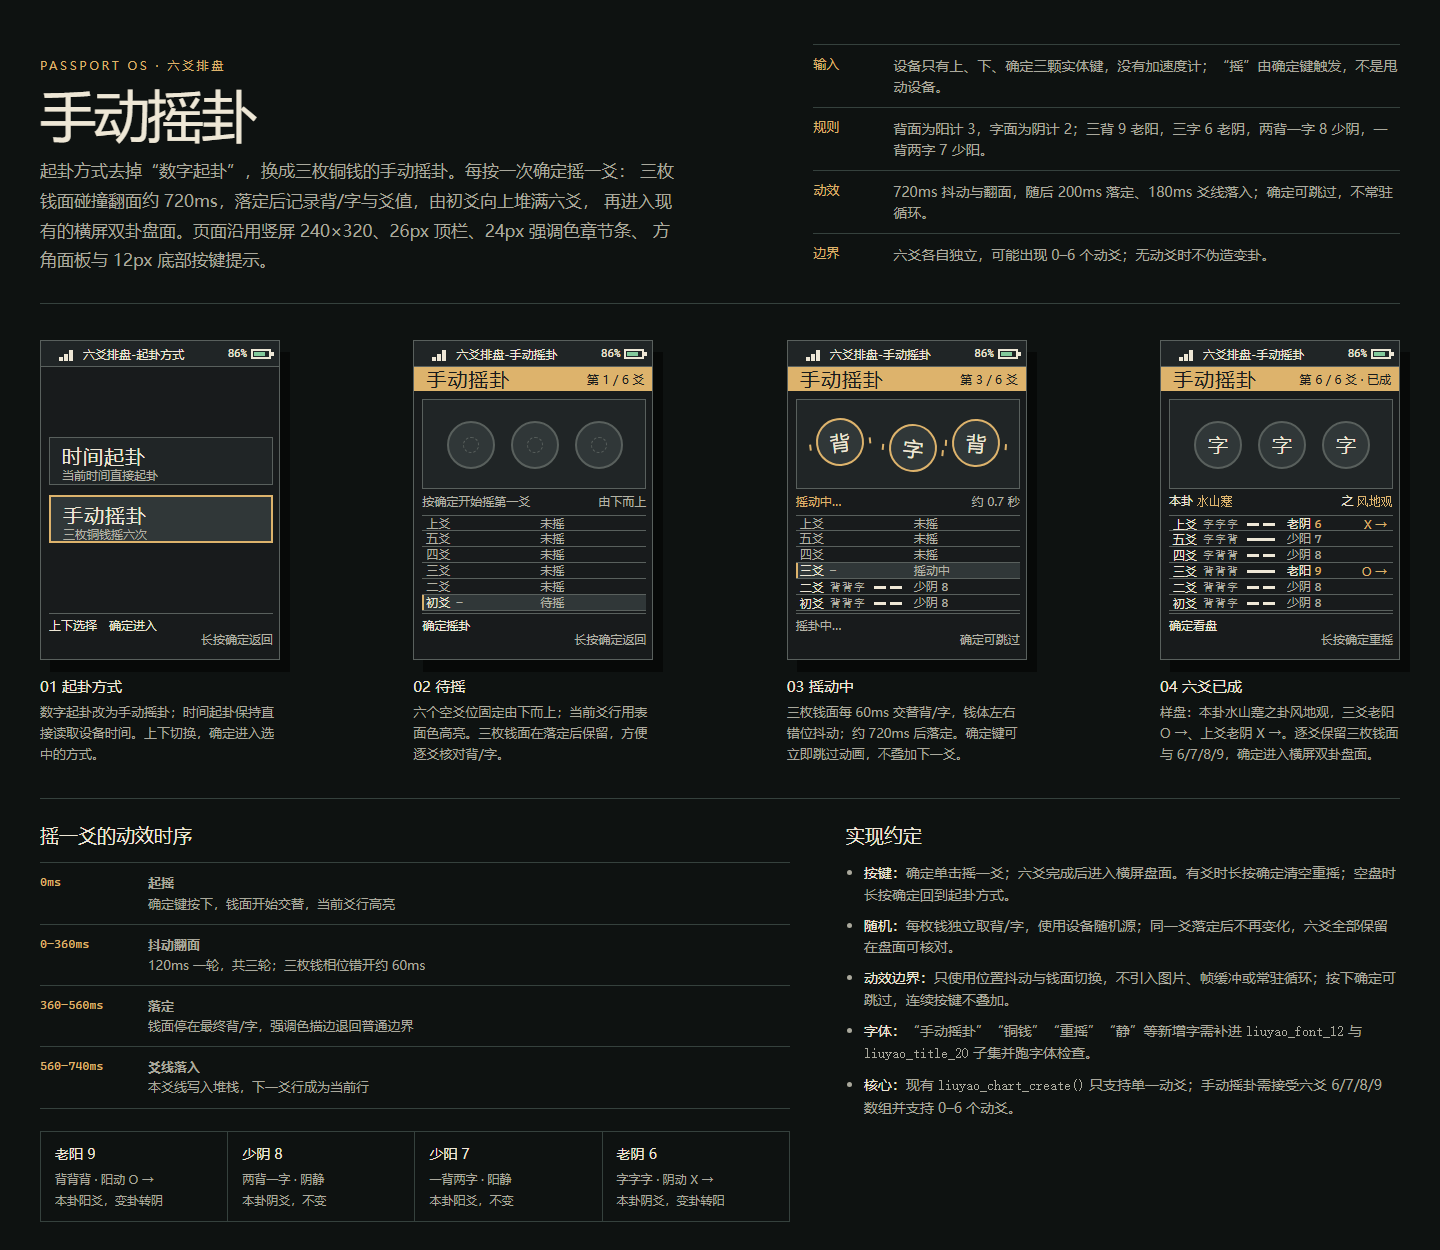 PASSPORT OS · 六爻排盘
手动摇卦
起卦方式去掉“数字起卦”，换成三枚铜钱的手动摇卦。每按一次确定摇一爻： 三枚
钱面碰撞翻面约 720ms，落定后记录背/字与爻值，由初爻向上堆满六爻， 再进入现
有的横屏双卦盘面。页面沿用竖屏 240×320、26px 顶栏、24px 强调色章节条、 方
角面板与 12px 底部按键提示。
输入
设备只有上、下、确定三颗实体键，没有加速度计；“摇”由确定键触发，不是甩
动设备。
规则
背面为阳计 3，字面为阴计 2；三背 9 老阳，三字 6 老阴，两背一字 8 少阴，一
背两字 7 少阳。
动效
720ms 抖动与翻面，随后 200ms 落定、180ms 爻线落入；确定可跳过，不常驻
循环。
边界
六爻各自独立，可能出现 0–6 个动爻；无动爻时不伪造变卦。
六爻排盘-起卦方式 86%
时间起卦
当前时间直接起卦
手动摇卦
三枚铜钱摇六次
上下选择 确定进入
长按确定返回
01 起卦方式
数字起卦改为手动摇卦；时间起卦保持直
接读取设备时间。上下切换，确定进入选
中的方式。
六爻排盘-手动摇卦 86%
手动摇卦 第 1 / 6 爻
按确定开始摇第一爻 由下而上
上爻 未摇
五爻 未摇
四爻 未摇
三爻 未摇
二爻 未摇
初爻 – 待摇
确定摇卦
长按确定返回
02 待摇
六个空爻位固定由下而上；当前爻行用表
面色高亮。三枚钱面在落定后保留，方便
逐爻核对背/字。
六爻排盘-手动摇卦 86%
手动摇卦 第 3 / 6 爻
背 字 背
摇动中... 约 0.7 秒
上爻 未摇
五爻 未摇
四爻 未摇
三爻 – 摇动中
二爻 背背字 少阴 8
初爻 背背字 少阴 8
摇卦中...
确定可跳过
03 摇动中
三枚钱面每 60ms 交替背/字，钱体左右
错位抖动；约 720ms 后落定。确定键可
立即跳过动画，不叠加下一爻。
六爻排盘-手动摇卦 86%
手动摇卦 第 6 / 6 爻 · 已成
字 字 字
本卦 水山蹇 之 风地观
上爻 字字字 老阴 6 X →
五爻 字字背 少阳 7
四爻 字背背 少阴 8
三爻 背背背 老阳 9 O →
二爻 背背字 少阴 8
初爻 背背字 少阴 8
确定看盘
长按确定重摇
04 六爻已成
样盘：本卦水山蹇之卦风地观，三爻老阳
O →、上爻老阴 X →。逐爻保留三枚钱面
与 6/7/8/9，确定进入横屏双卦盘面。
摇一爻的动效时序
0ms
起摇
确定键按下，钱面开始交替，当前爻行高亮
0–360ms
抖动翻面
120ms 一轮，共三轮；三枚钱相位错开约 60ms
360–560ms
落定
钱面停在最终背/字，强调色描边退回普通边界
560–740ms
爻线落入
本爻线写入堆栈，下一爻行成为当前行
老阳 9
背背背 · 阳动 O →
本卦阳爻，变卦转阴
少阴 8
两背一字 · 阴静
本卦阴爻，不变
少阳 7
一背两字 · 阳静
本卦阳爻，不变
老阴 6
字字字 · 阴动 X →
本卦阴爻，变卦转阳
实现约定
• 按键：确定单击摇一爻；六爻完成后进入横屏盘面。有爻时长按确定清空重摇；空盘时
长按确定回到起卦方式。
• 随机：每枚钱独立取背/字，使用设备随机源；同一爻落定后不再变化，六爻全部保留
在盘面可核对。
• 动效边界：只使用位置抖动与钱面切换，不引入图片、帧缓冲或常驻循环；按下确定可
跳过，连续按键不叠加。
• 字体：“手动摇卦”“铜钱”“重摇”“静”等新增字需补进 liuyao_font_12 与
liuyao_title_20 子集并跑字体检查。
• 核心：现有 liuyao_chart_create() 只支持单一动爻；手动摇卦需接受六爻 6/7/8/9
数组并支持 0–6 个动爻。